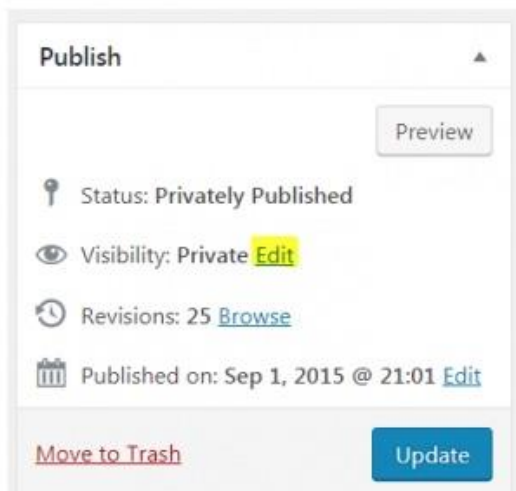 Publish
Preview
Status: Privately Published
Visibility: Private Edit
Revisions: 25 Browse
Published on: Sep 1, 2015 @ 21:01 Edit
Move to Trash Update